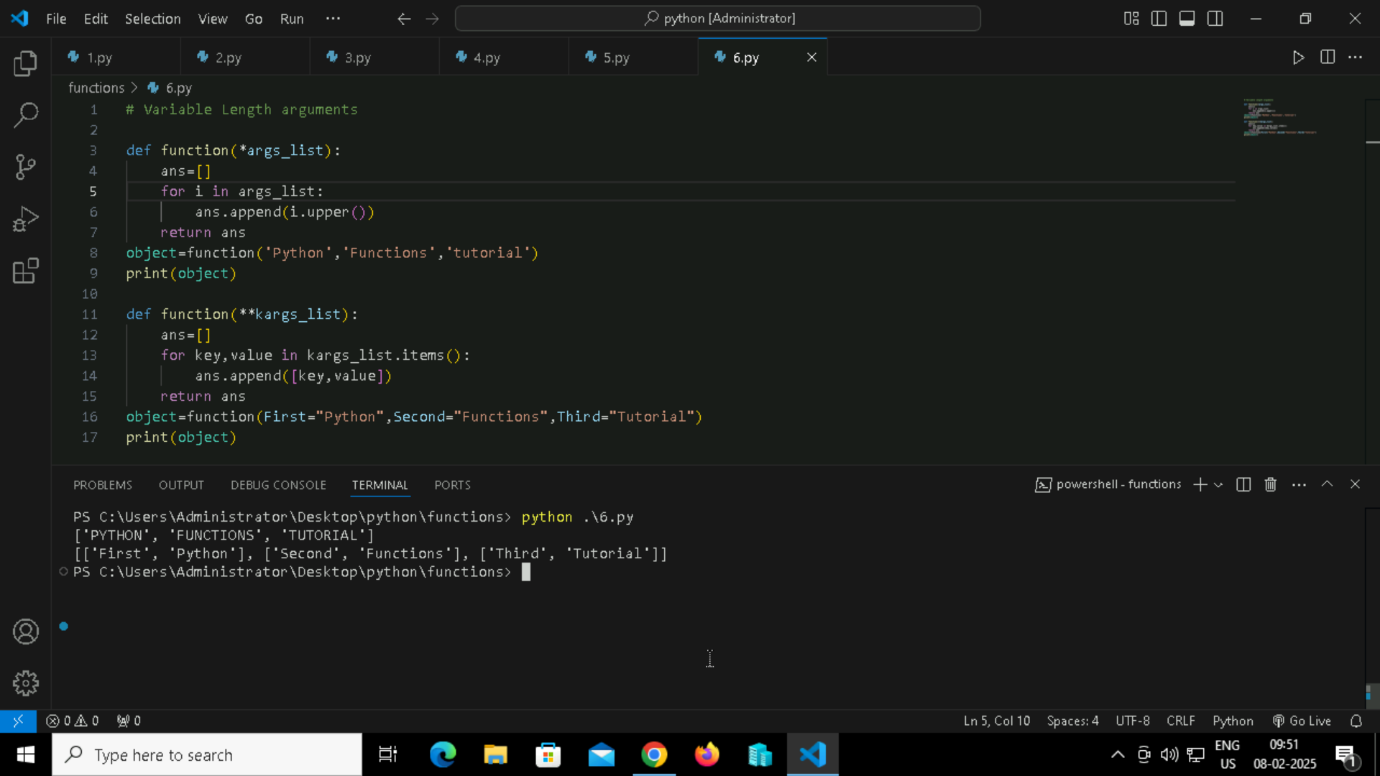 File Edit Selection View Go Run ··· python [Administrator]
1.py 2.py 3.py 4.py 5.py 6.py
functions > 6.py
1 # Variable Length arguments
2
3 def function(*args_list):
4 ans=[]
5 for i in args_list:
6 ans.append(i.upper())
7 return ans
8 object=function('Python','Functions','tutorial')
9 print(object)
10
11 def function(**kargs_list):
12 ans=[]
13 for key,value in kargs_list.items():
14 ans.append([key,value])
15 return ans
16 object=function(First="Python",Second="Functions",Third="Tutorial")
17 print(object)
PROBLEMS OUTPUT DEBUG CONSOLE TERMINAL PORTS powershell - functions
PS C:\Users\Administrator\Desktop\python\functions> python .\6.py
['PYTHON', 'FUNCTIONS', 'TUTORIAL']
[['First', 'Python'], ['Second', 'Functions'], ['Third', 'Tutorial']]
PS C:\Users\Administrator\Desktop\python\functions>
0 0 0 Ln 5, Col 10 Spaces: 4 UTF-8 CRLF Python Go Live
Type here to search
ENG 09:51
US 08-02-2025 1